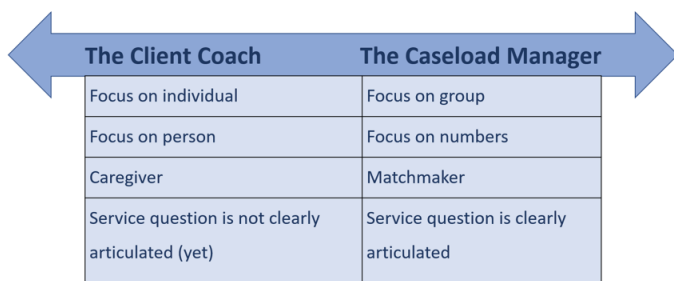 The Client Coach The Caseload Manager
Focus on individual Focus on group
Focus on person Focus on numbers
Caregiver Matchmaker
Service question is not clearly Service question is clearly
articulated (yet) articulated